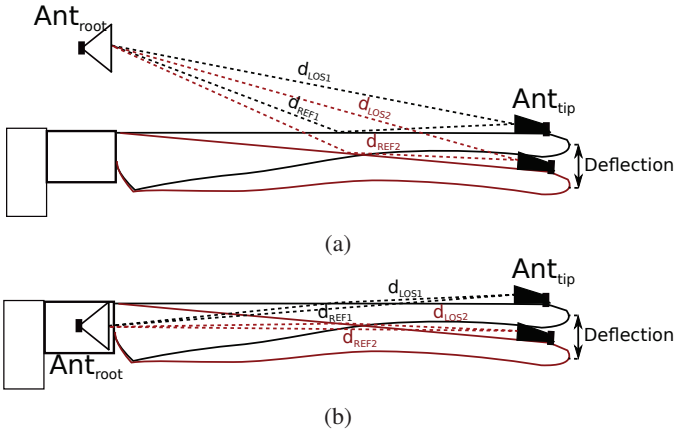 Ant_root
d_LOS1
d_LOS2
d_REF1
Ant_tip
d_REF2
Deflection
(a)
Ant_tip
d_LOS1
d_REF1
d_LOS2
Deflection
d_REF2
Ant_root
(b)